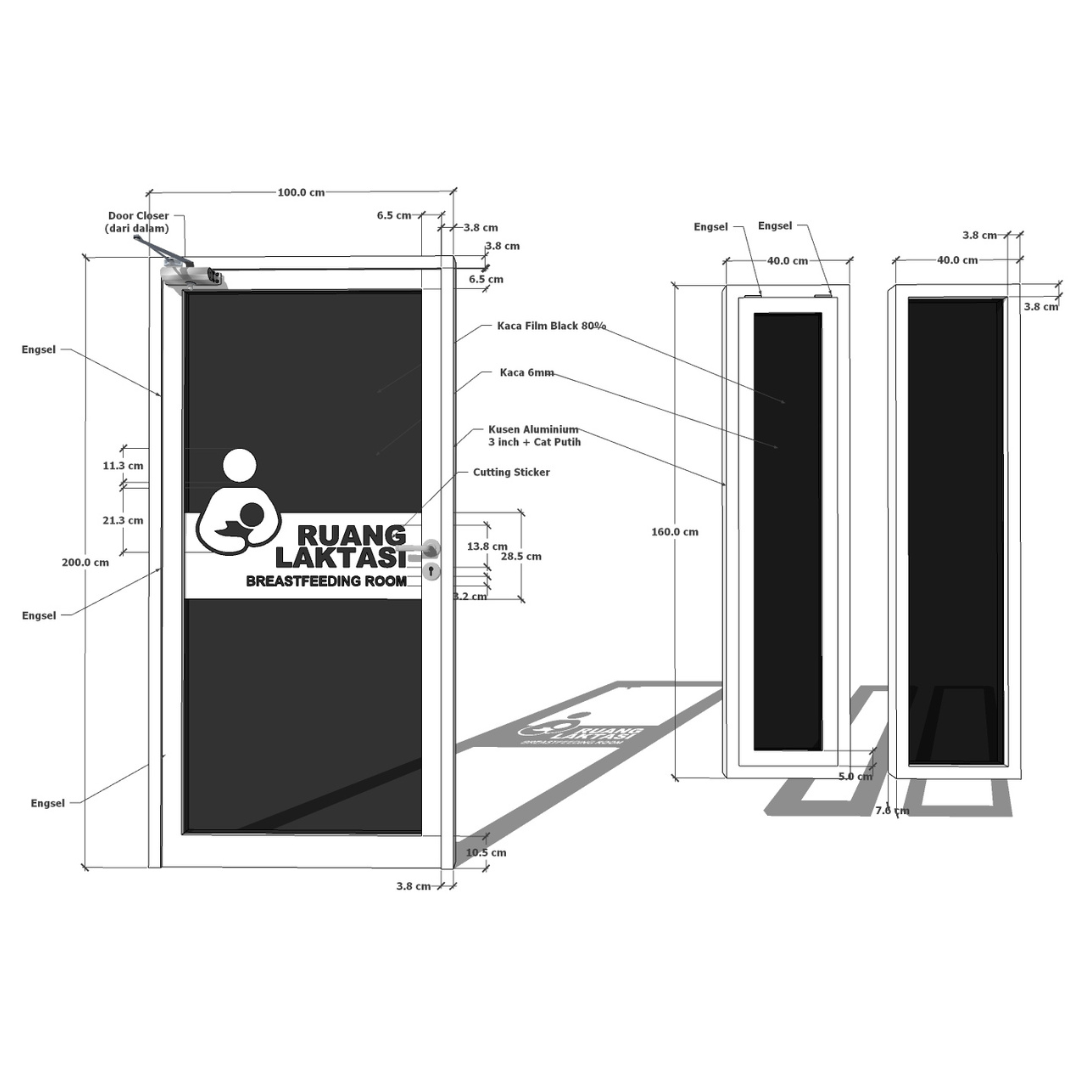 100.0 cm
Door Closer
(dari dalam)
6.5 cm
3.8 cm
3.8 cm
6.5 cm
Engsel
Engsel
3.8 cm
40.0 cm
40.0 cm
3.8 cm
Kaca Film Black 80%
Engsel
Kaca 6mm
Kusen Aluminium
3 inch + Cat Putih
11.3 cm
Cutting Sticker
21.3 cm
RUANG
LAKTASI
BREASTFEEDING ROOM
13.8 cm
28.5 cm
160.0 cm
200.0 cm
3.2 cm
Engsel
RUANG
LAKTASI
BREASTFEEDING ROOM
5.0 cm
Engsel
7.6 cm
10.5 cm
3.8 cm